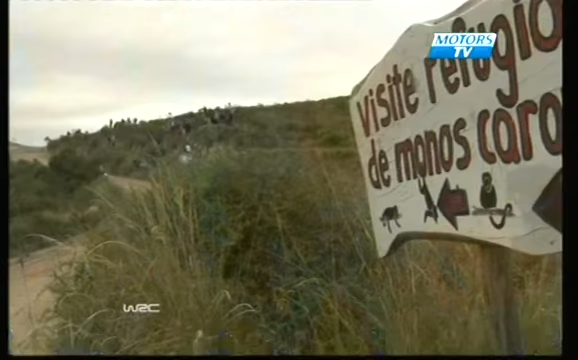 MOTORS
TV
visite refugio
de monos caro
WRC